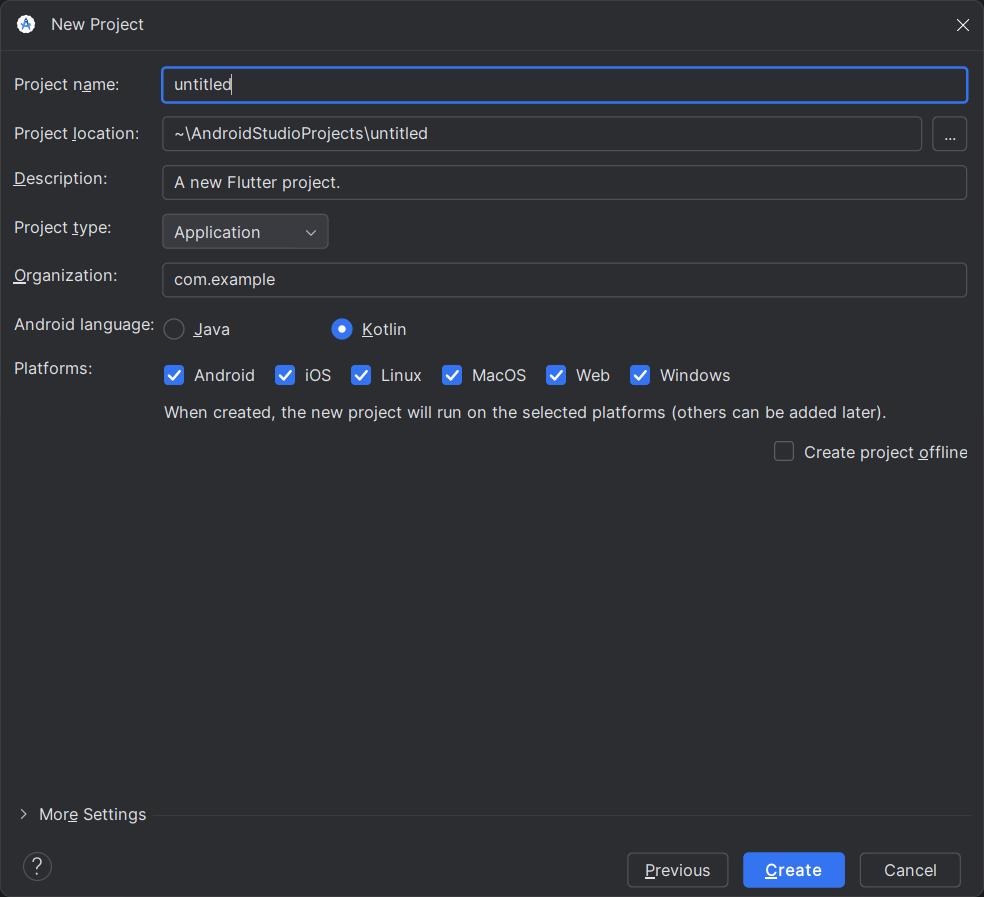 New Project
Project name: untitled
Project location: ~\AndroidStudioProjects\untitled ...
Description: A new Flutter project.
Project type: Application
Organization: com.example
Android language: Java Kotlin
Platforms: Android iOS Linux MacOS Web Windows
When created, the new project will run on the selected platforms (others can be added later).
Create project offline
More Settings
? Previous Create Cancel